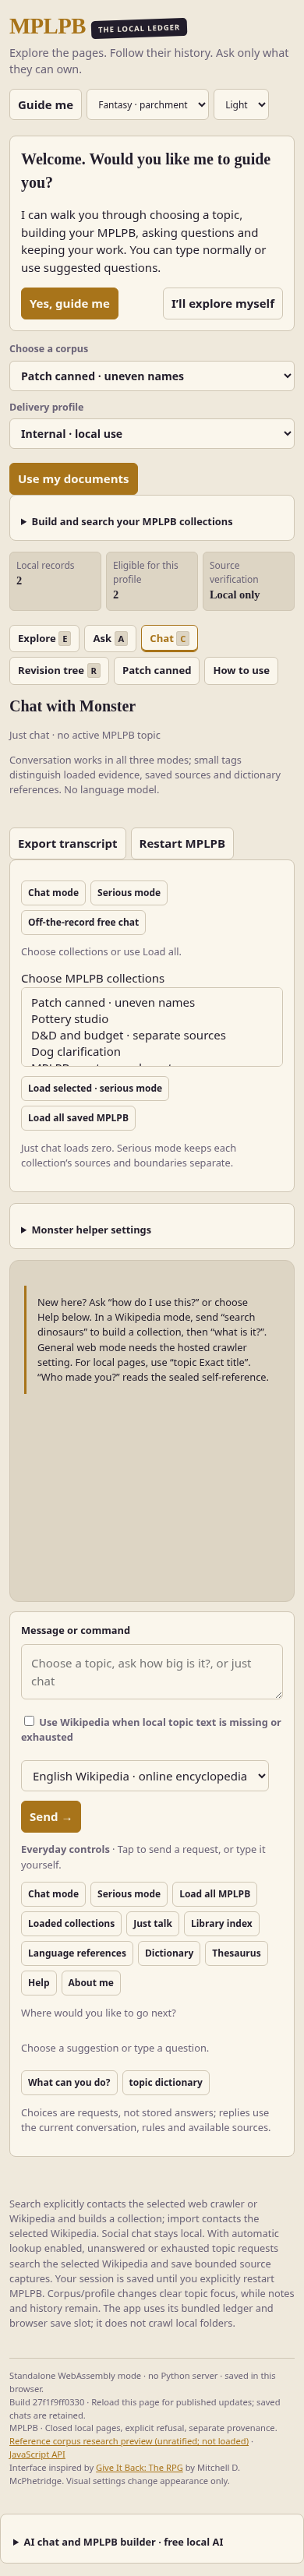 MPLPB THE LOCAL LEDGER
Explore the pages. Follow their history. Ask only what
they can own.
Guide me Fantasy · parchment Light
Welcome. Would you like me to guide
you?
I can walk you through choosing a topic,
building your MPLPB, asking questions and
keeping your work. You can type normally or
use suggested questions.
Yes, guide me I'll explore myself
Choose a corpus
Patch canned · uneven names
Delivery profile
Internal · local use
Use my documents
▶ Build and search your MPLPB collections
Local records
2
Eligible for this
profile
2
Source
verification
Local only
Explore E Ask A Chat C
Revision tree R Patch canned How to use
Chat with Monster
Just chat · no active MPLPB topic
Conversation works in all three modes; small tags
distinguish loaded evidence, saved sources and dictionary
references. No language model.
Export transcript Restart MPLPB
Chat mode Serious mode
Off-the-record free chat
Choose collections or use Load all.
Choose MPLPB collections
Patch canned · uneven names
Pottery studio
D&D and budget · separate sources
Dog clarification
Load selected · serious mode
Load all saved MPLPB
Just chat loads zero. Serious mode keeps each
collection's sources and boundaries separate.
▶ Monster helper settings
New here? Ask “how do I use this?” or choose
Help below. In a Wikipedia mode, send “search
dinosaurs” to build a collection, then “what is it?”.
General web mode needs the hosted crawler
setting. For local pages, use “topic Exact title”.
“Who made you?” reads the sealed self-reference.
Message or command
Choose a topic, ask how big is it?, or just
chat
Use Wikipedia when local topic text is missing or
exhausted
English Wikipedia · online encyclopedia
Send →
Everyday controls · Tap to send a request, or type it
yourself.
Chat mode Serious mode Load all MPLPB
Loaded collections Just talk Library index
Language references Dictionary Thesaurus
Help About me
Where would you like to go next?
Choose a suggestion or type a question.
What can you do? topic dictionary
Choices are requests, not stored answers; replies use
the current conversation, rules and available sources.
Search explicitly contacts the selected web crawler or
Wikipedia and builds a collection; import contacts the
selected Wikipedia. Social chat stays local. With automatic
lookup enabled, unanswered or exhausted topic requests
search the selected Wikipedia and save bounded source
captures. Your session is saved until you explicitly restart
MPLPB. Corpus/profile changes clear topic focus, while notes
and history remain. The app uses its bundled ledger and
browser save slot; it does not crawl local folders.
Standalone WebAssembly mode · no Python server · saved in this
browser.
Build 27f1f9ff0330 · Reload this page for published updates; saved
chats are retained.
MPLPB · Closed local pages, explicit refusal, separate provenance.
Reference corpus research preview (unratified; not loaded) ·
JavaScript API
Interface inspired by Give It Back: The RPG by Mitchell D.
McPhetridge. Visual settings change appearance only.
▶ AI chat and MPLPB builder · free local AI